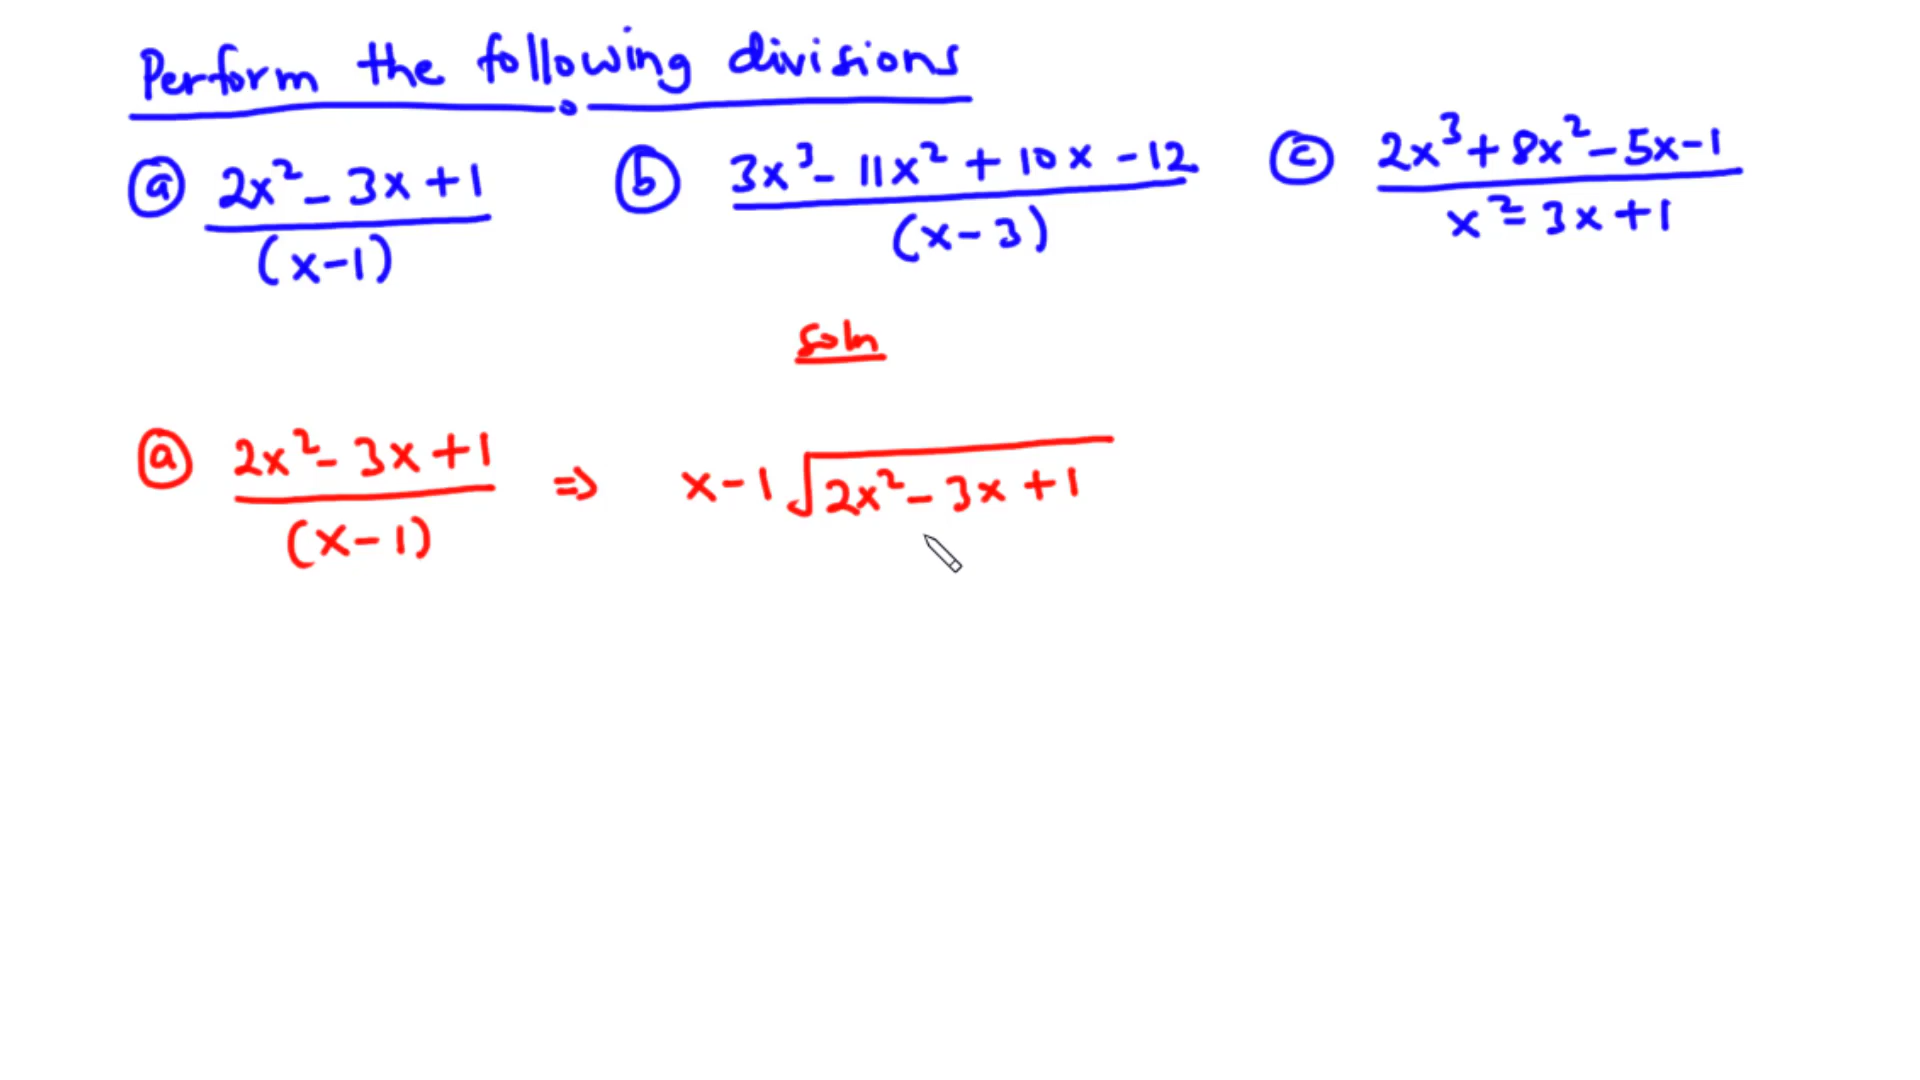 Perform the following divisions
ⓐ (2x² - 3x + 1) / (x-1)  ⓑ (3x³ - 11x² + 10x - 12) / (x-3)  ⓒ (2x³ + 8x² - 5x - 1) / (x² - 3x + 1)
soln
ⓐ (2x² - 3x + 1) / (x-1) ⇒ x-1 √(2x² - 3x + 1)